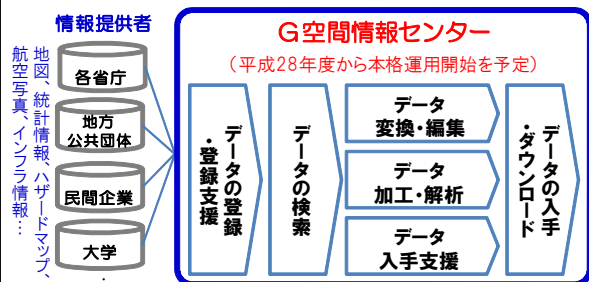 情報提供者
地図、統計情報、ハザードマップ、
航空写真、インフラ情報…
各省庁
地方
公共団体
民間企業
大学
G空間情報センター
（平成28年度から本格運用開始を予定）
データの登録
・登録支援
データの検索
データ
変換・編集
データ
加工・解析
データ
入手支援
データの入手
・ダウンロード